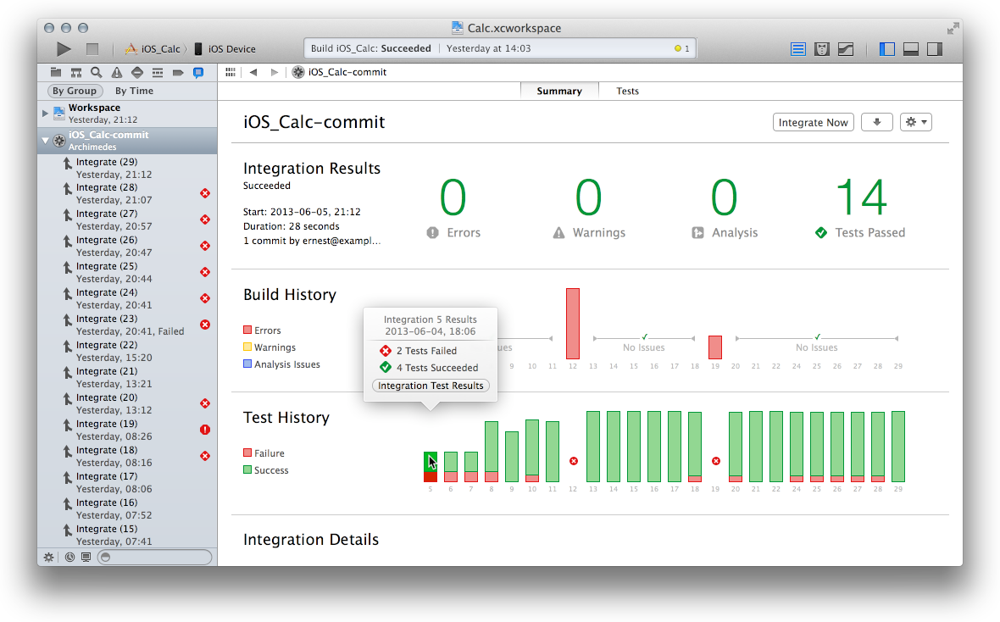 Calc.xcworkspace
iOS_Calc
iOS Device
Build iOS_Calc: Succeeded
Yesterday at 14:03
1
iOS_Calc-commit
By Group
By Time
Workspace
Yesterday, 21:12
iOS_Calc-commit
Archimedes
Integrate (29)
Yesterday, 21:12
Integrate (28)
Yesterday, 21:07
Integrate (27)
Yesterday, 20:57
Integrate (26)
Yesterday, 20:47
Integrate (25)
Yesterday, 20:44
Integrate (24)
Yesterday, 20:41
Integrate (23)
Yesterday, 20:41, Failed
Integrate (22)
Yesterday, 15:20
Integrate (21)
Yesterday, 13:21
Integrate (20)
Yesterday, 13:12
Integrate (19)
Yesterday, 08:26
Integrate (18)
Yesterday, 08:16
Integrate (17)
Yesterday, 08:06
Integrate (16)
Yesterday, 07:52
Integrate (15)
Yesterday, 07:41
Summary
Tests
iOS_Calc-commit
Integrate Now
Integration Results
Succeeded
Start: 2013-06-05, 21:12
Duration: 28 seconds
1 commit by ernest@exampl...
0
Errors
0
Warnings
0
Analysis
14
Tests Passed
Build History
Errors
Warnings
Analysis Issues
No Issues
No Issues
9 10 11 12 13 14 15 16 17 18 19 20 21 22 23 24 25 26 27 28 29
Integration 5 Results
2013-06-04, 18:06
2 Tests Failed
4 Tests Succeeded
Integration Test Results
Test History
Failure
Success
5 6 7 8 9 10 11 12 13 14 15 16 17 18 19 20 21 22 23 24 25 26 27 28 29
Integration Details